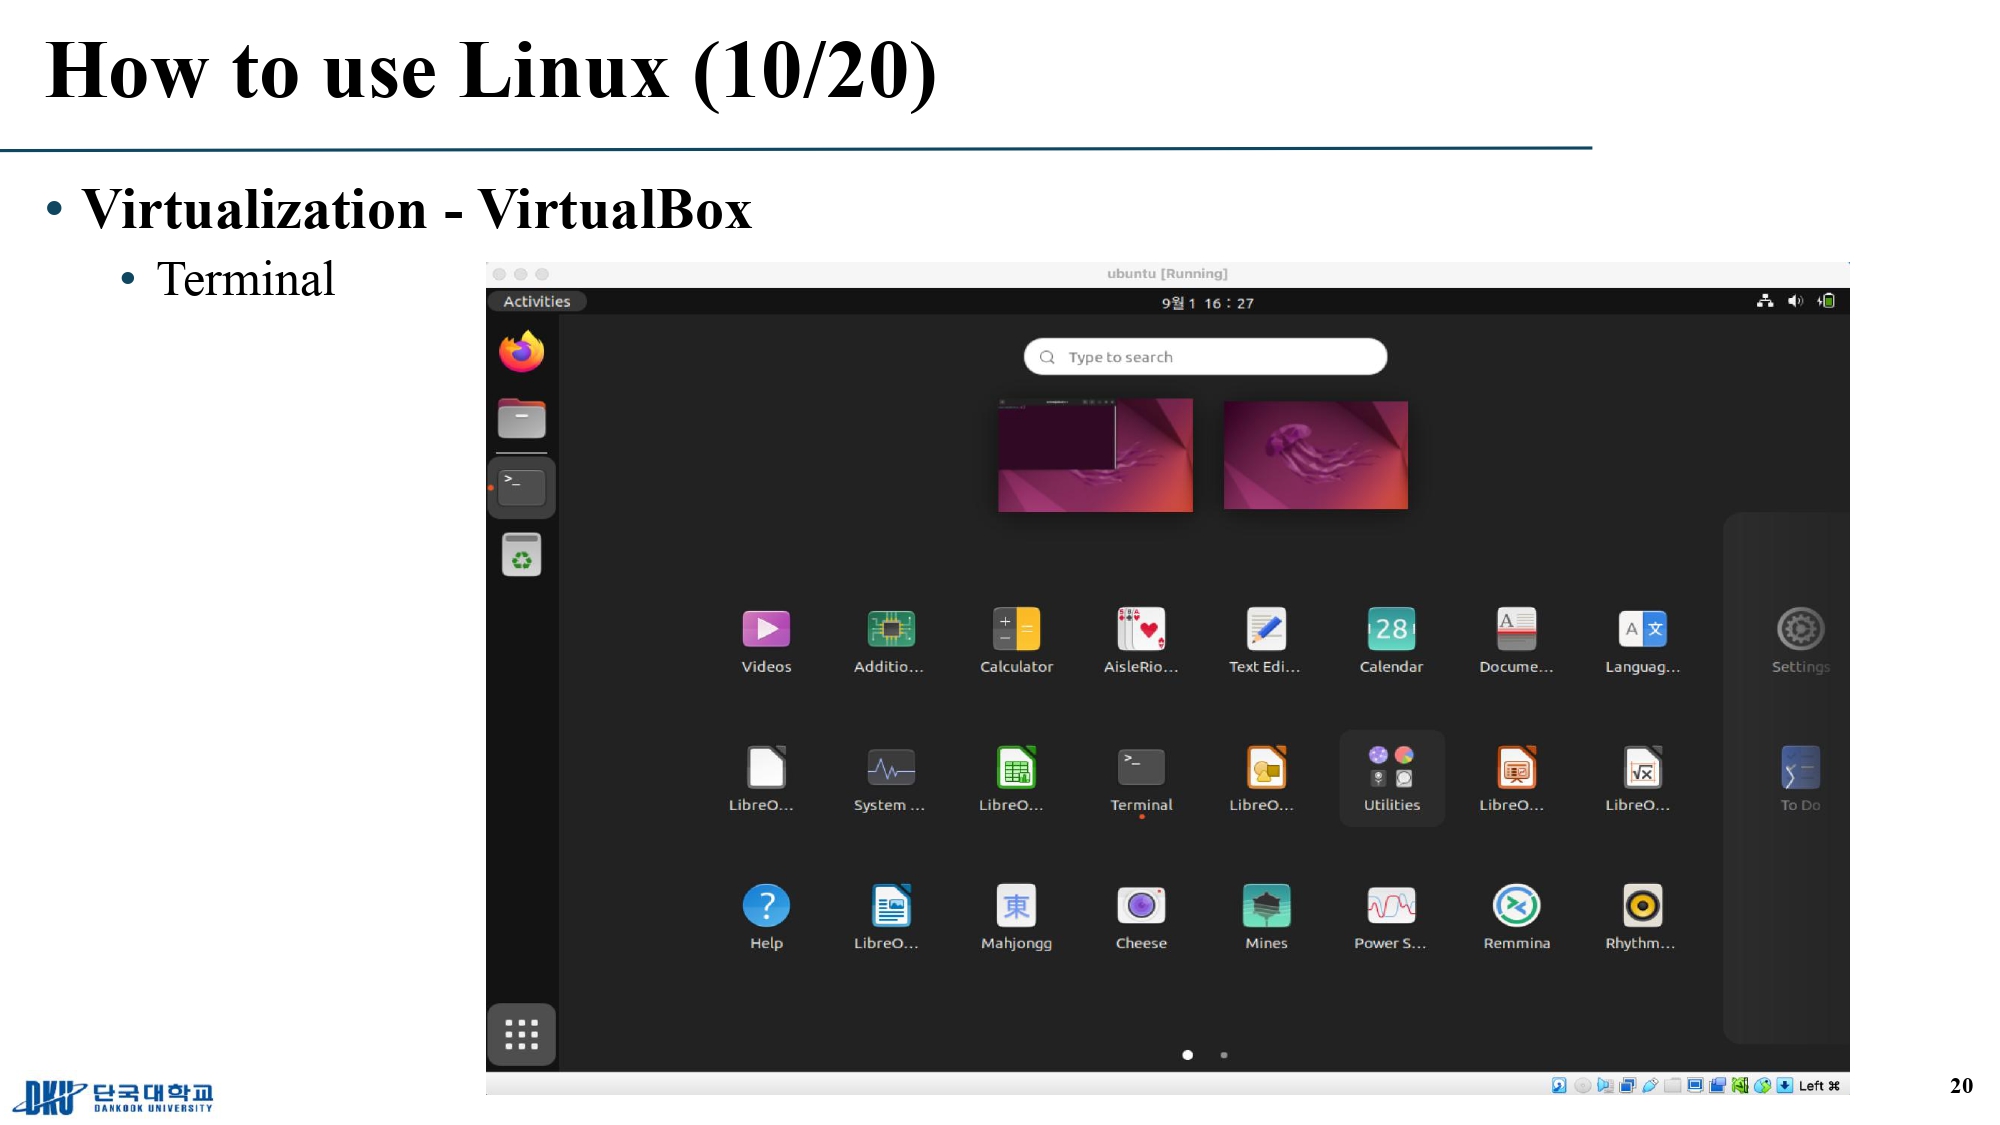 How to use Linux (10/20)
• Virtualization - VirtualBox
• Terminal
ubuntu [Running]
Activities
9월 1 16 : 27
Type to search
Videos
Additio...
Calculator
AisleRio...
Text Edi...
Calendar
Docume...
Languag...
Settings
LibreO...
System ...
LibreO...
Terminal
LibreO...
Utilities
LibreO...
LibreO...
To Do
Help
LibreO...
Mahjongg
Cheese
Mines
Power S...
Remmina
Rhythm...
Left ⌘
DKU 단국대학교
DANKOOK UNIVERSITY
20